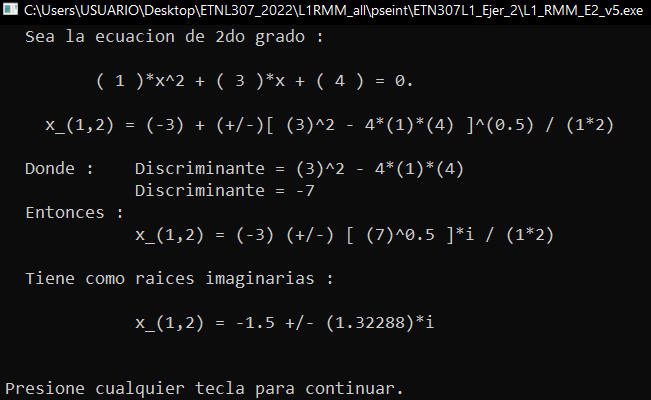 C:\Users\USUARIO\Desktop\ETNL307_2022\L1RMM_all\pseint\ETN307L1_Ejer_2\L1_RMM_E2_v5.exe
Sea la ecuacion de 2do grado :
( 1 )*x^2 + ( 3 )*x + ( 4 ) = 0.
x_(1,2) = (-3) + (+/-)[ (3)^2 - 4*(1)*(4) ]^(0.5) / (1*2)
Donde : Discriminante = (3)^2 - 4*(1)*(4)
Discriminante = -7
Entonces :
x_(1,2) = (-3) (+/-) [ (7)^0.5 ]*i / (1*2)
Tiene como raices imaginarias :
x_(1,2) = -1.5 +/- (1.32288)*i
Presione cualquier tecla para continuar.